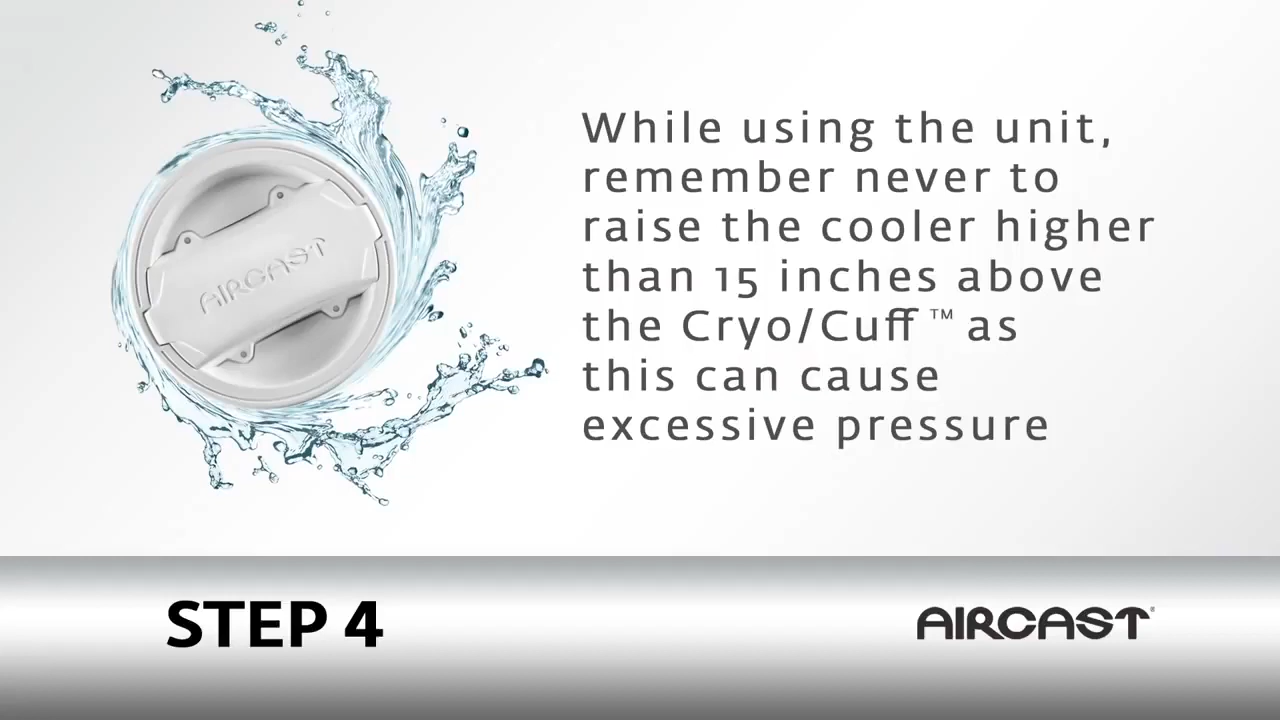 AIRCAST
While using the unit,
remember never to
raise the cooler higher
than 15 inches above
the Cryo/Cuff™ as
this can cause
excessive pressure
STEP 4
AIRCAST®